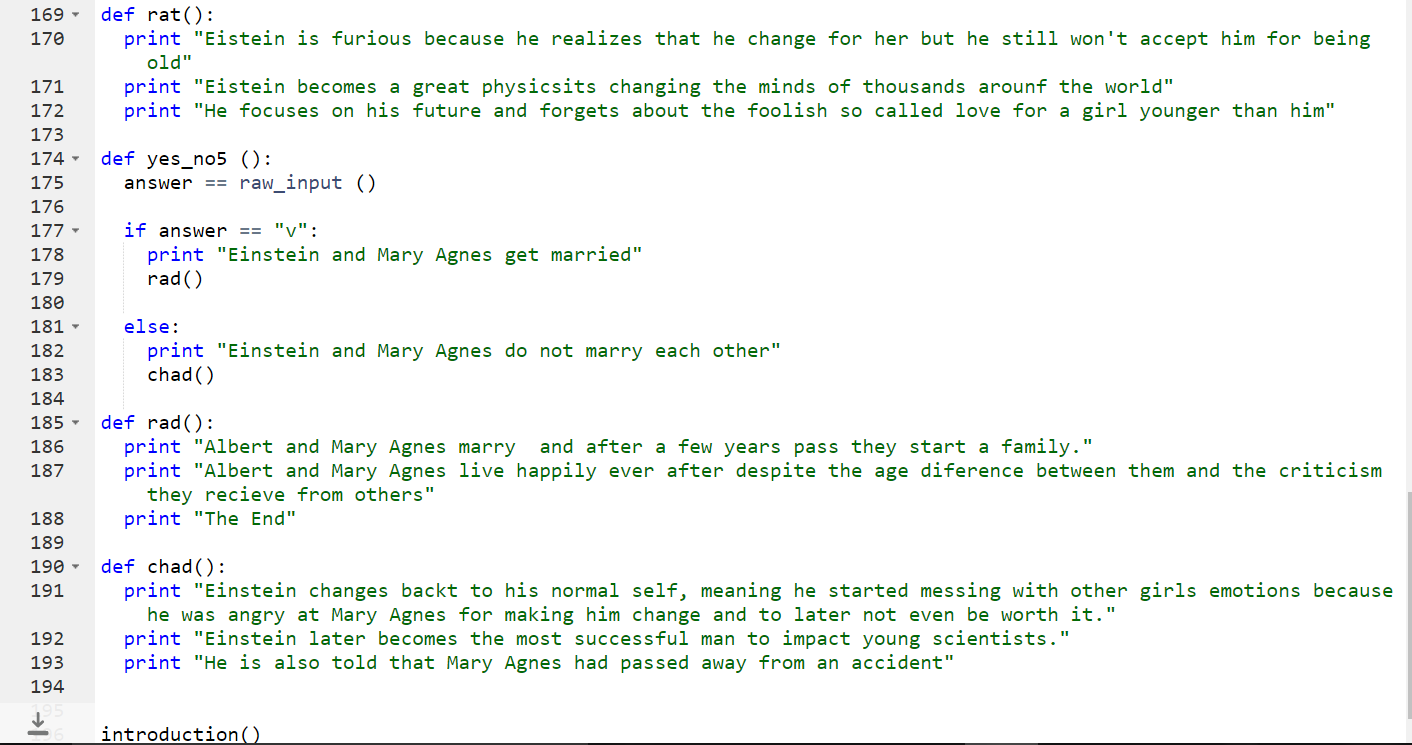 169 def rat():
170 print "Eistein is furious because he realizes that he change for her but he still won't accept him for being
old"
171 print "Eistein becomes a great physicsits changing the minds of thousands arounf the world"
172 print "He focuses on his future and forgets about the foolish so called love for a girl younger than him"
173
174 def yes_no5 ():
175 answer == raw_input ()
176
177 if answer == "v":
178 print "Einstein and Mary Agnes get married"
179 rad()
180
181 else:
182 print "Einstein and Mary Agnes do not marry each other"
183 chad()
184
185 def rad():
186 print "Albert and Mary Agnes marry  and after a few years pass they start a family."
187 print "Albert and Mary Agnes live happily ever after despite the age diference between them and the criticism
they recieve from others"
188 print "The End"
189
190 def chad():
191 print "Einstein changes backt to his normal self, meaning he started messing with other girls emotions because
he was angry at Mary Agnes for making him change and to later not even be worth it."
192 print "Einstein later becomes the most successful man to impact young scientists."
193 print "He is also told that Mary Agnes had passed away from an accident"
194
195
196 introduction()